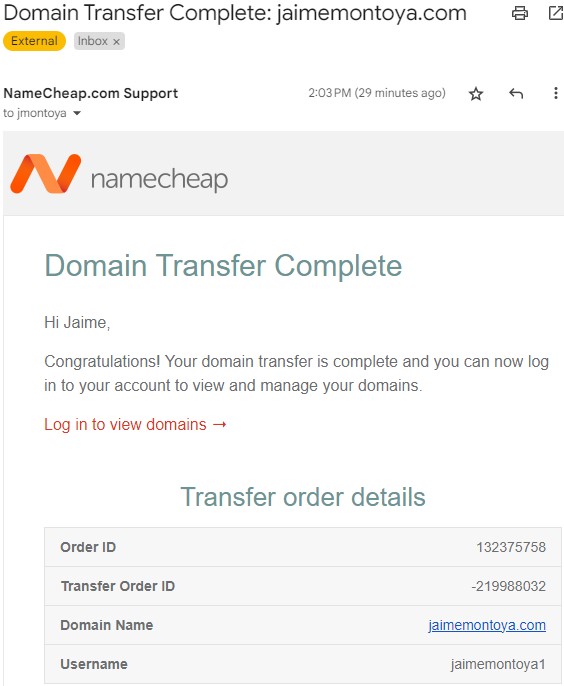 Domain Transfer Complete: jaimemontoya.com
External
Inbox ×
NameCheap.com Support
2:03 PM (29 minutes ago)
to jmontoya
namecheap
Domain Transfer Complete
Hi Jaime,
Congratulations! Your domain transfer is complete and you can now log
in to your account to view and manage your domains.
Log in to view domains →
Transfer order details
Order ID 132375758
Transfer Order ID -219988032
Domain Name jaimemontoya.com
Username jaimemontoya1